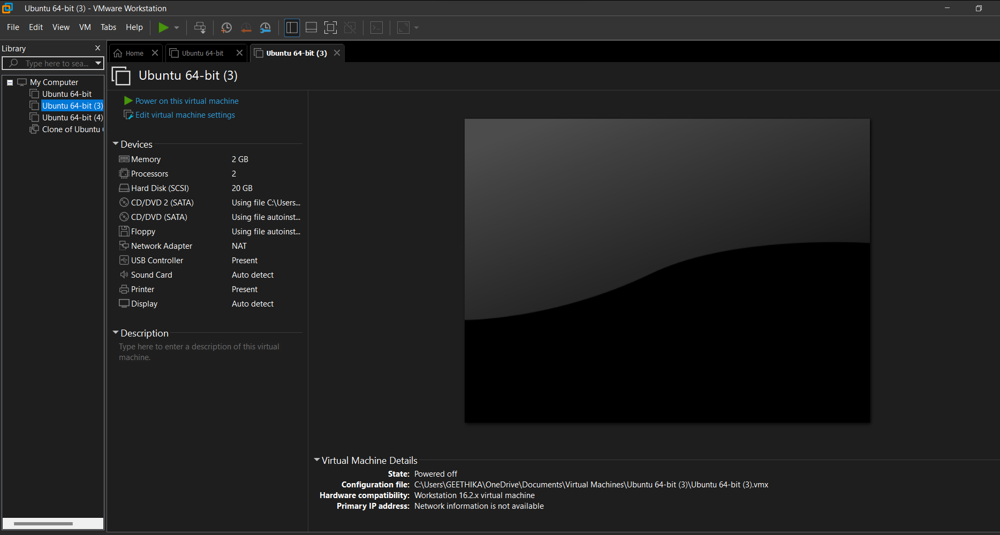 Ubuntu 64-bit (3) - VMware Workstation
File Edit View VM Tabs Help
Library
Type here to sea...
My Computer
Ubuntu 64-bit
Ubuntu 64-bit (3)
Ubuntu 64-bit (4)
Clone of Ubuntu
Home
Ubuntu 64-bit
Ubuntu 64-bit (3)
Ubuntu 64-bit (3)
Power on this virtual machine
Edit virtual machine settings
Devices
Memory 2 GB
Processors 2
Hard Disk (SCSI) 20 GB
CD/DVD 2 (SATA) Using file C:\Users...
CD/DVD (SATA) Using file autoinst...
Floppy Using file autoinst...
Network Adapter NAT
USB Controller Present
Sound Card Auto detect
Printer Present
Display Auto detect
Description
Type here to enter a description of this virtual
machine.
Virtual Machine Details
State: Powered off
Configuration file: C:\Users\GEETHIKA\OneDrive\Documents\Virtual Machines\Ubuntu 64-bit (3)\Ubuntu 64-bit (3).vmx
Hardware compatibility: Workstation 16.2.x virtual machine
Primary IP address: Network information is not available